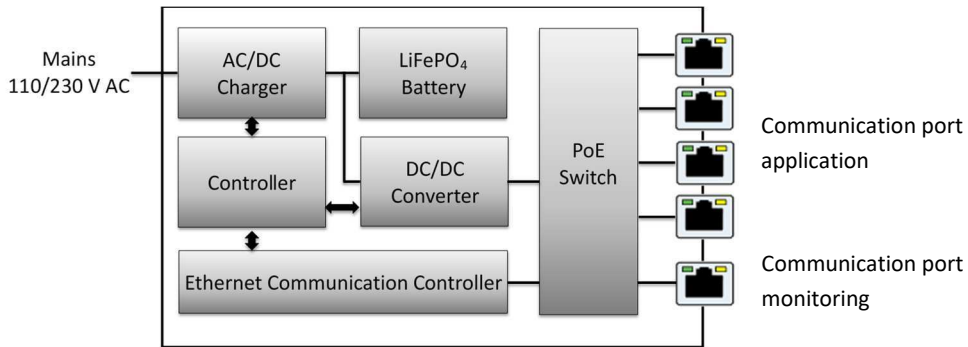 Mains
110/230 V AC
AC/DC
Charger
LiFePO₄
Battery
Controller
DC/DC
Converter
PoE
Switch
Ethernet Communication Controller
Communication port
application
Communication port
monitoring